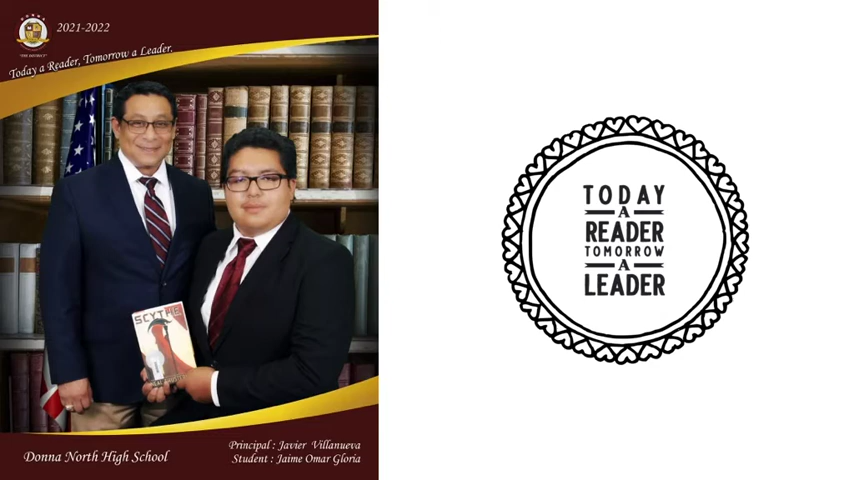 2021-2022
Today a Reader, Tomorrow a Leader.
SCYTHE
Donna North High School
Principal : Javier Villanueva
Student : Jaime Omar Gloria
TODAY
A
READER
TOMORROW
A
LEADER